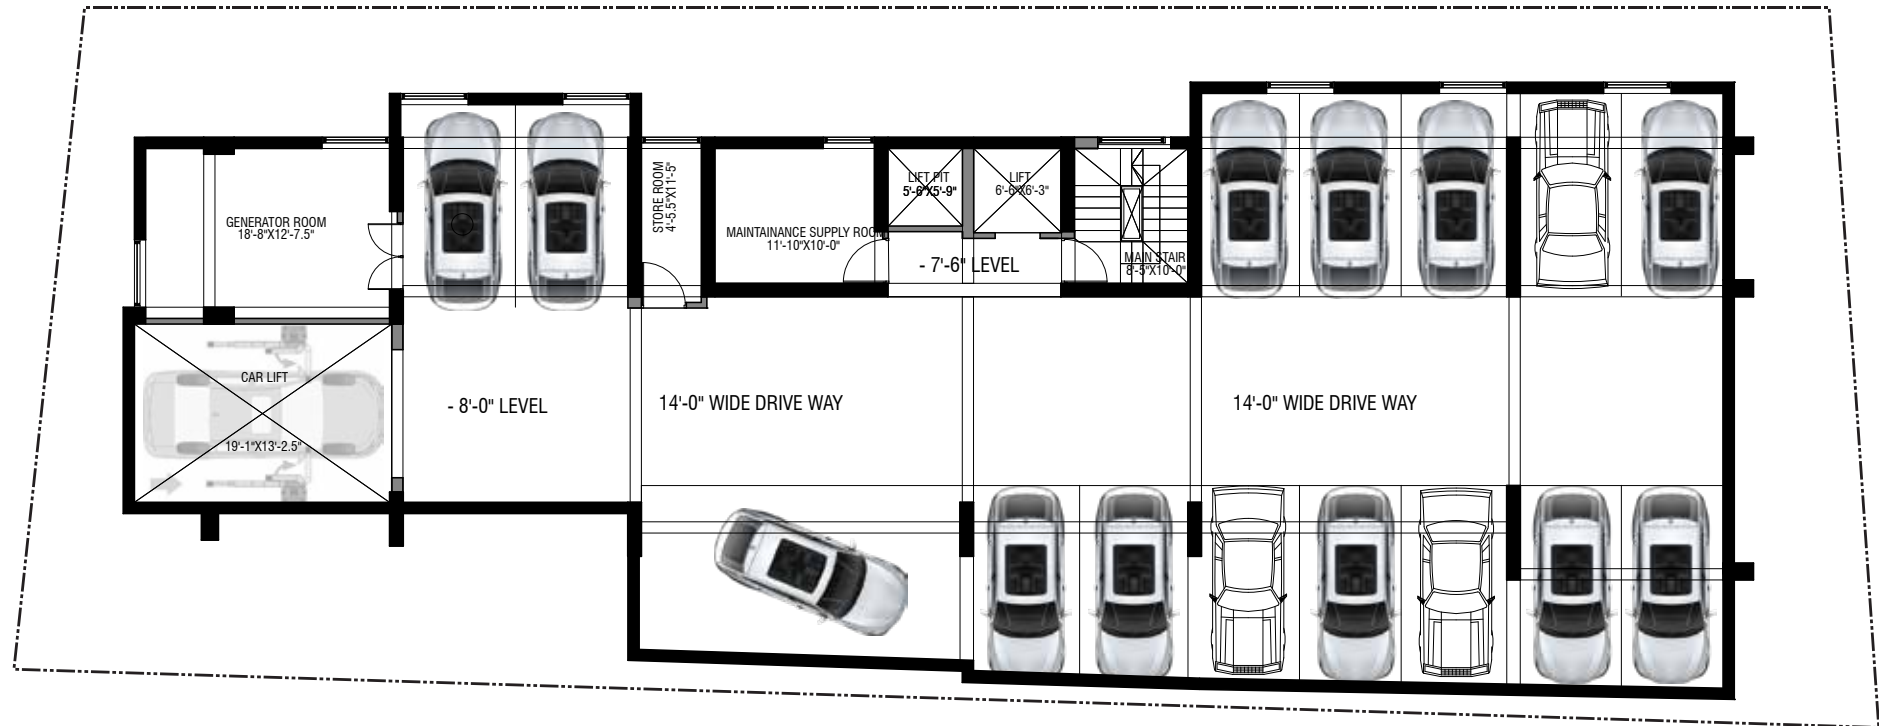 GENERATOR ROOM
18'-8"X12'-7.5"
STORE ROOM
4'-5.5"X11'-5"
MAINTAINANCE SUPPLY ROOM
11'-10"X10'-0"
LIFT PIT
5'-6"X5'-9"
LIFT
6'-6"X6'-3"
- 7'-6" LEVEL
MAIN STAIR
8'-5"X10'-0"
CAR LIFT
19'-1"X13'-2.5"
- 8'-0" LEVEL
14'-0" WIDE DRIVE WAY
14'-0" WIDE DRIVE WAY